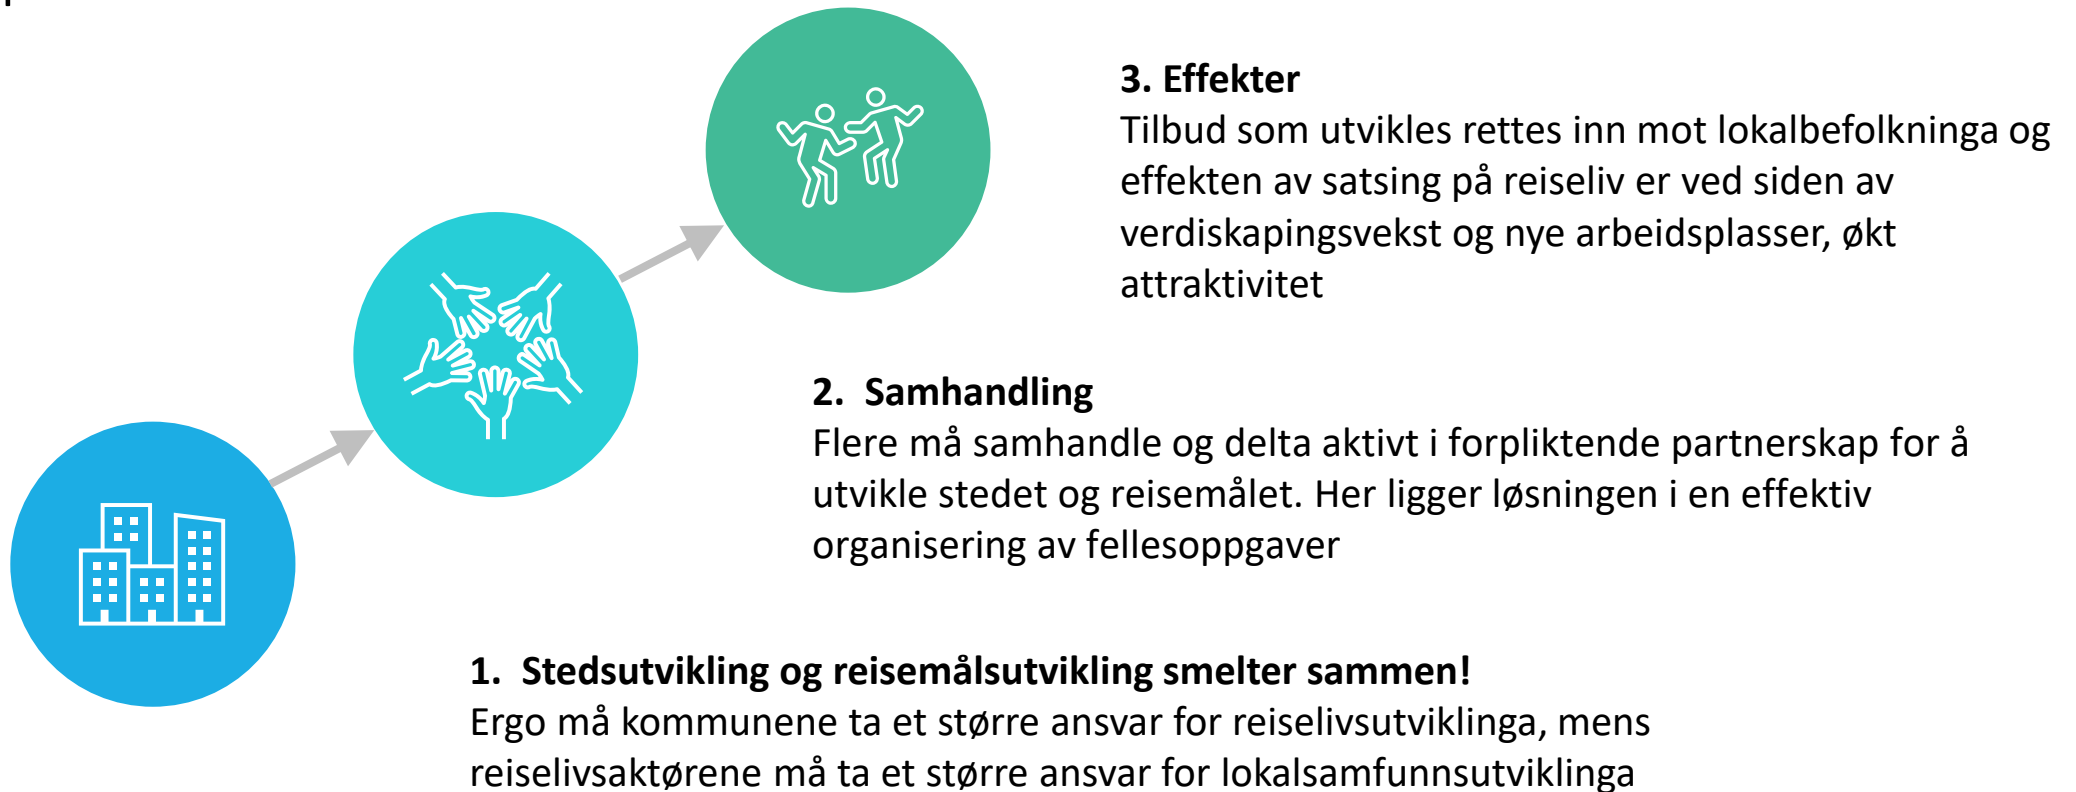 3. Effekter
Tilbud som utvikles rettes inn mot lokalbefolkninga og
effekten av satsing på reiseliv er ved siden av
verdiskapingsvekst og nye arbeidsplasser, økt
attraktivitet
2. Samhandling
Flere må samhandle og delta aktivt i forpliktende partnerskap for å
utvikle stedet og reisemålet. Her ligger løsningen i en effektiv
organisering av fellesoppgaver
1. Stedsutvikling og reisemålsutvikling smelter sammen!
Ergo må kommunene ta et større ansvar for reiselivsutviklinga, mens
reiselivsaktørene må ta et større ansvar for lokalsamfunnsutviklinga